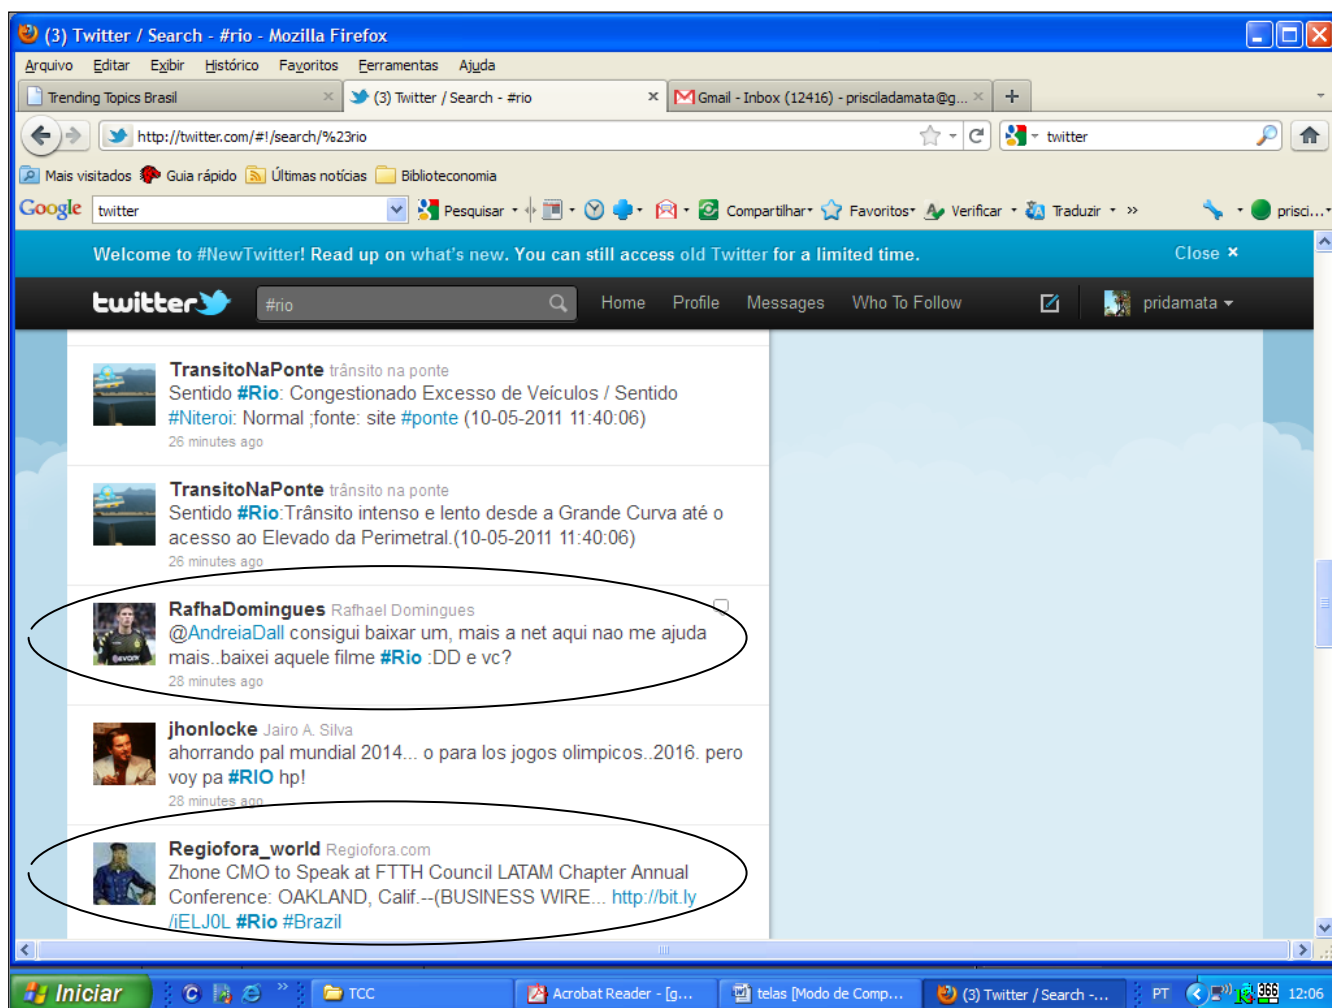 (3) Twitter / Search - #rio - Mozilla Firefox
Arquivo Editar Exibir Histórico Favoritos Ferramentas Ajuda
Trending Topics Brasil (3) Twitter / Search - #rio Gmail - Inbox (12416) - prisciladamata@g...
http://twitter.com/#!/search/%23rio twitter
Mais visitados Guia rápido Últimas notícias Biblioteconomia
Google twitter Pesquisar Compartilhar Favoritos Verificar Traduzir » prisci...
Welcome to #NewTwitter! Read up on what's new. You can still access old Twitter for a limited time. Close ×
twitter #rio Home Profile Messages Who To Follow pridamata
TransitoNaPonte trânsito na ponte
Sentido #Rio: Congestionado Excesso de Veículos / Sentido
#Niteroi: Normal ;fonte: site #ponte (10-05-2011 11:40:06)
26 minutes ago
TransitoNaPonte trânsito na ponte
Sentido #Rio:Trânsito intenso e lento desde a Grande Curva até o
acesso ao Elevado da Perimetral.(10-05-2011 11:40:06)
26 minutes ago
RafhaDomingues Rafhael Domingues
@AndreiaDall consigui baixar um, mais a net aqui nao me ajuda
mais..baixei aquele filme #Rio :DD e vc?
28 minutes ago
jhonlocke Jairo A. Silva
ahorrando pal mundial 2014... o para los jogos olimpicos..2016. pero
voy pa #RIO hp!
28 minutes ago
Regiofora_world Regiofora.com
Zhone CMO to Speak at FTTH Council LATAM Chapter Annual
Conference: OAKLAND, Calif.--(BUSINESS WIRE... http://bit.ly
/iELJ0L #Rio #Brazil
Iniciar » TCC Acrobat Reader - [g... telas [Modo de Comp... (3) Twitter / Search -... PT 366 12:06